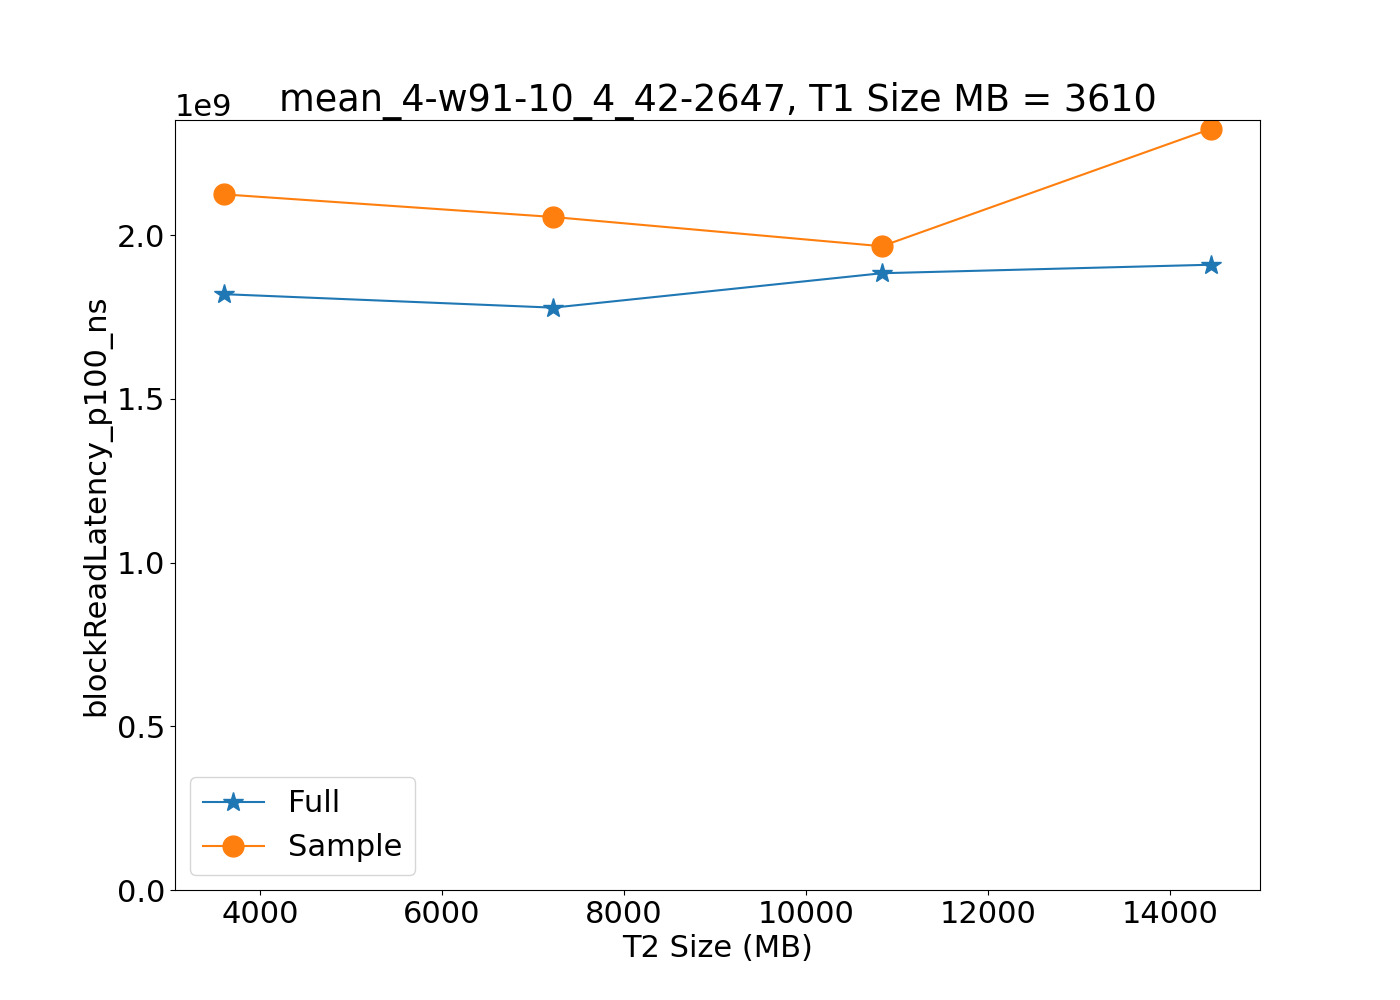 mean_4-w91-10_4_42-2647, T1 Size MB = 3610
1e9
2.0
1.5
1.0
0.5
0.0
blockReadLatency_p100_ns
Full
Sample
4000 6000 8000 10000 12000 14000
T2 Size (MB)